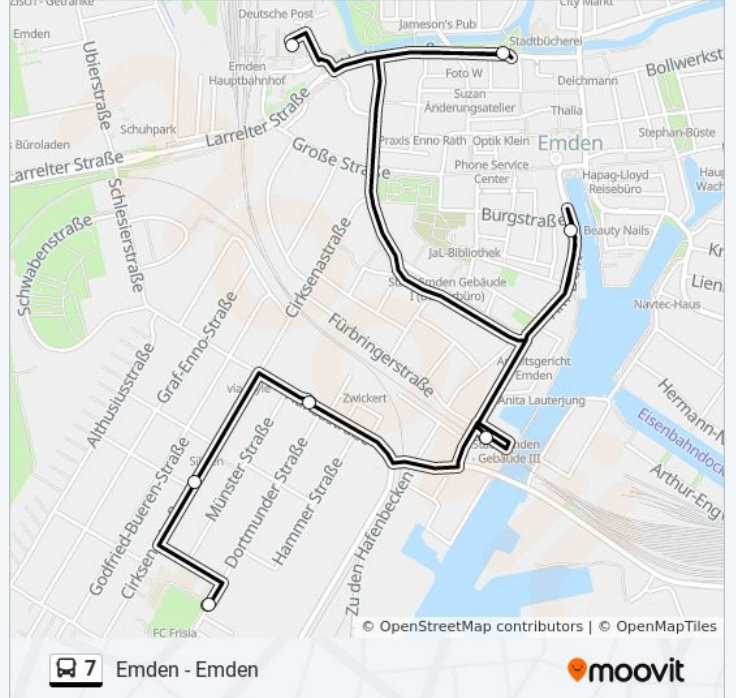 Deutsche Post
James's Pub
City Markt
Emden
Stadtbücherei
Ubierstraße
Emden
Hauptbahnhof
Foto W
Bollwerkst
Deichmann
Suzan
Änderungsatelier
Thalia
Larrelter Straße
Schuhpark
Stephan-Büste
s Büroladen
Praxis Enno Rath
Optik Klein
Emden
Große Straße
Larrelter Straße
Phone Service
Center
Hapag-Lloyd
Reisebüro
Schlesierstraße
Burgstraße
Beauty Nails
Schwabenstraße
JaL-Bibliothek
Cirksenastraße
Navtec-Haus
Graf-Enno-Straße
Fürbringerstraße
Emden
Althusiusstraße
Anita Lauterjung
Zwickert
Hermann-
- Gebäude III
Eisenbahndock
Münster Straße
Godfried-Bueren-Straße
Dortmunder Straße
Hammer Straße
Arthur-Eng
Zu den Hafenbecken
FC Frisia
© OpenStreetMap contributors | © OpenMapTiles
7 Emden - Emden
moovit